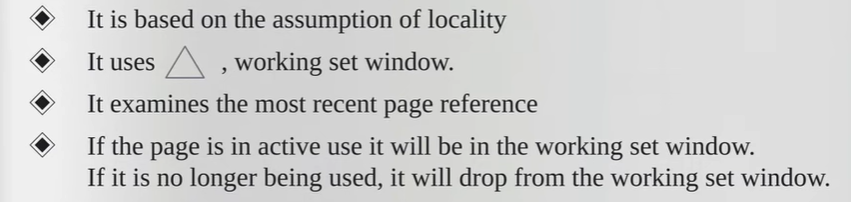 It is based on the assumption of locality
It uses △ , working set window.
It examines the most recent page reference
If the page is in active use it will be in the working set window.
If it is no longer being used, it will drop from the working set window.